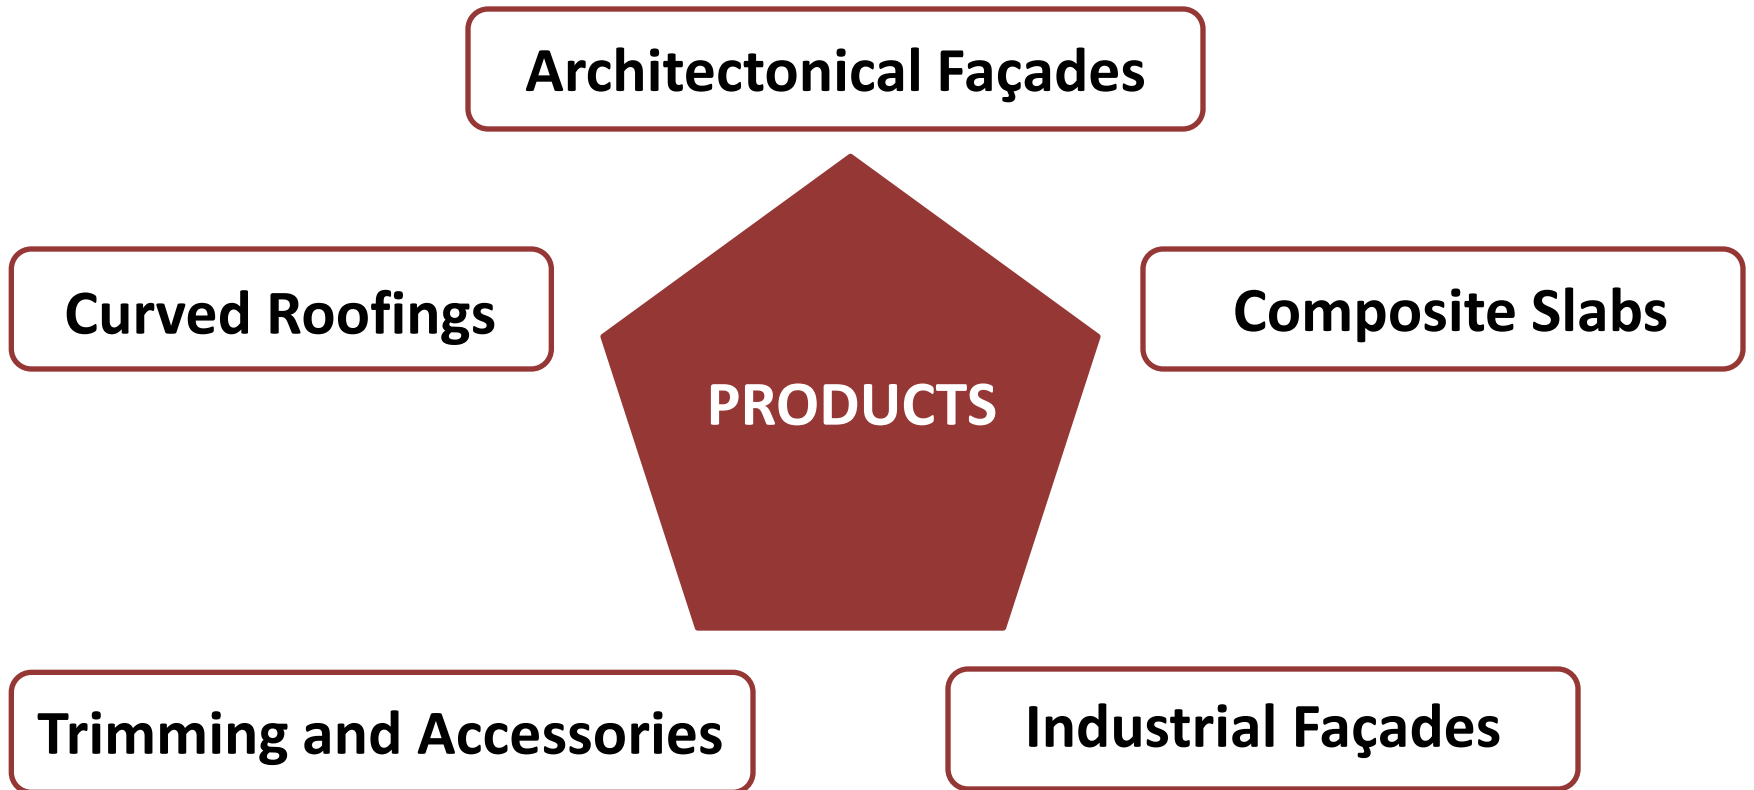 Architectonical Façades
Curved Roofings
Composite Slabs
PRODUCTS
Trimming and Accessories
Industrial Façades